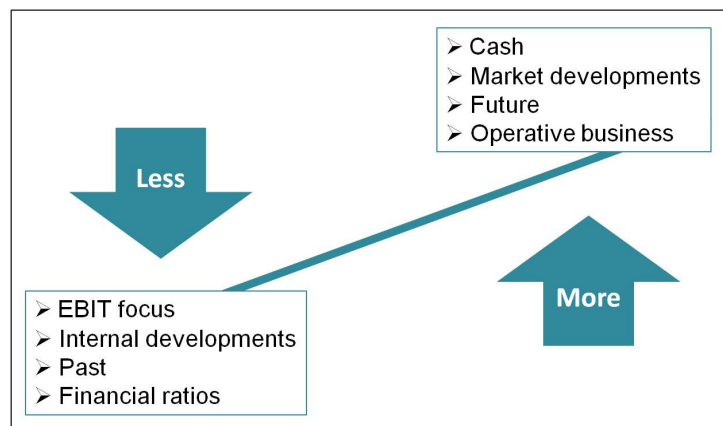 ➢ Cash
➢ Market developments
➢ Future
➢ Operative business
Less
More
➢ EBIT focus
➢ Internal developments
➢ Past
➢ Financial ratios